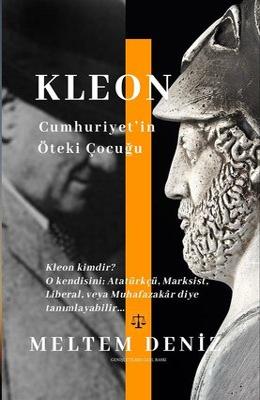 KLEON
Cumhuriyet'in
Öteki Çocuğu
Kleon kimdir?
O kendisini: Atatürkçü, Marksist,
Liberal, veya Muhafazakâr diye
tanımlayabilir...
MELTEM DENİZ